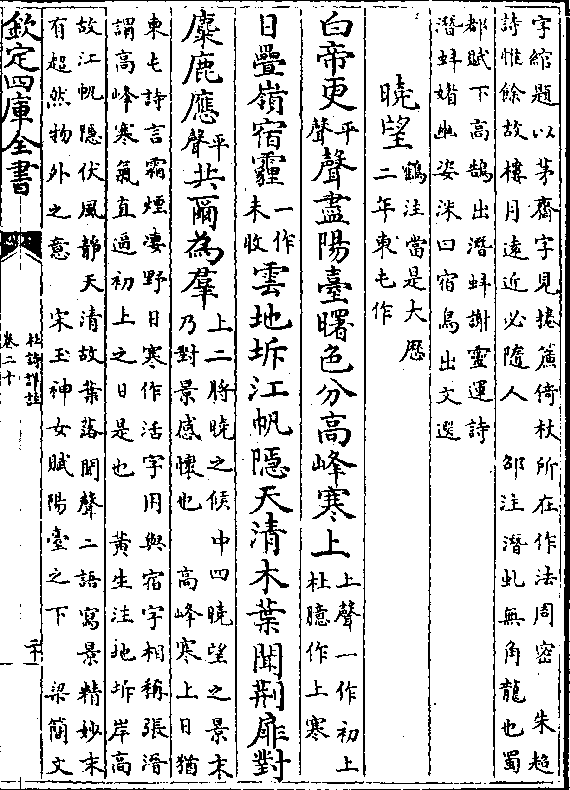 字綰題以茅齋字見捲簾倚杖所在作法周密　朱超
詩惟餘故樓月遠近必隨人　邵注潛虬無角龍也蜀
都賦下高鵠出潛蚌謝靈運詩
潛蚪媚幽姿洙曰宿鳥出文選
曉望 鶴注當是大厯
二年東屯作
白帝更平聲聲盡陽臺曙色分高峰寒上上聲一作初上
杜臆作上寒
日疊嶺宿霾一作未收雲地坼江帆隱天清木葉聞荆扉對
麋鹿應平聲共爾為羣 上二將曉之候中四曉望之景末
乃對景感懷也　高峰寒上日猶
東屯詩言霜煙凄野日寒作活字用與宿字相稱張溍
謂高峰寒氣直逼初上之日是也　黄生注地坼岸高
故江帆隱伏風靜天清故葉落聞聲二語寫景精妙末
有超然物外之意　宋玉神女賦陽臺之下　梁簡文
欽定四庫全書
杜詩詳註
卷二十